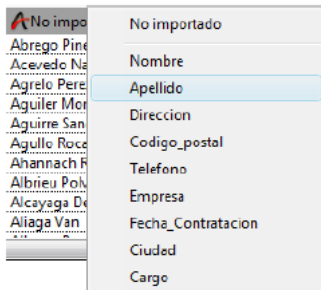 No impo
Abrego Pine
Acevedo Na
Agrelo Pere
Aguiler Mor
Aguirre San
Agullo Roca
Ahannach R
Albrieu Polv
Alcayaga De
Aliaga Van
No importado
Nombre
Apellido
Direccion
Codigo_postal
Telefono
Empresa
Fecha_Contratacion
Ciudad
Cargo